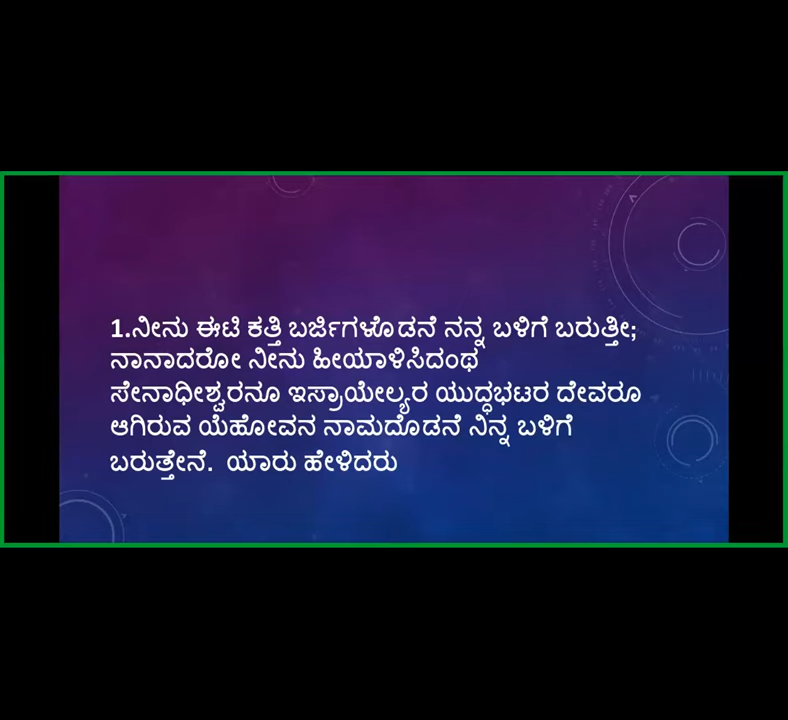 1.ನೀನು ಈಟಿ ಕತ್ತಿ ಬರ್ಜಿಗಳೊಡನೆ ನನ್ನ ಬಳಿಗೆ ಬರುತ್ತೀ;
ನಾನಾದರೋ ನೀನು ಹೀಯಾಳಿಸಿದಂಥ
ಸೇನಾಧೀಶ್ವರನೂ ಇಸ್ರಾಯೇಲ್ಯರ ಯುದ್ಧಭಟರ ದೇವರೂ
ಆಗಿರುವ ಯೆಹೋವನ ನಾಮದೊಡನೆ ನಿನ್ನ ಬಳಿಗೆ
ಬರುತ್ತೇನೆ.  ಯಾರು ಹೇಳಿದರು